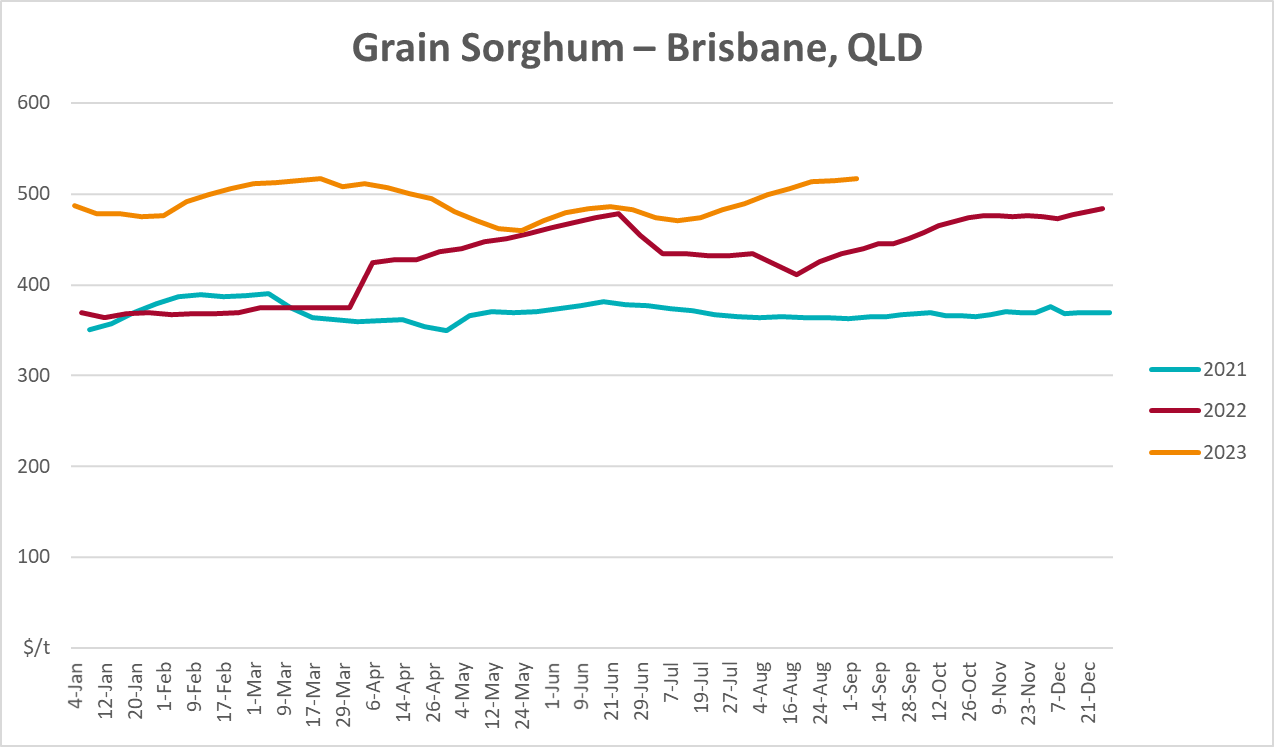 Grain Sorghum – Brisbane, QLD
600
500
400
300
200
100
$/t
4-Jan
12-Jan
20-Jan
1-Feb
9-Feb
17-Feb
1-Mar
9-Mar
17-Mar
29-Mar
6-Apr
14-Apr
26-Apr
4-May
12-May
24-May
1-Jun
9-Jun
21-Jun
29-Jun
7-Jul
19-Jul
27-Jul
4-Aug
16-Aug
24-Aug
1-Sep
14-Sep
28-Sep
12-Oct
26-Oct
9-Nov
23-Nov
7-Dec
21-Dec
2021
2022
2023